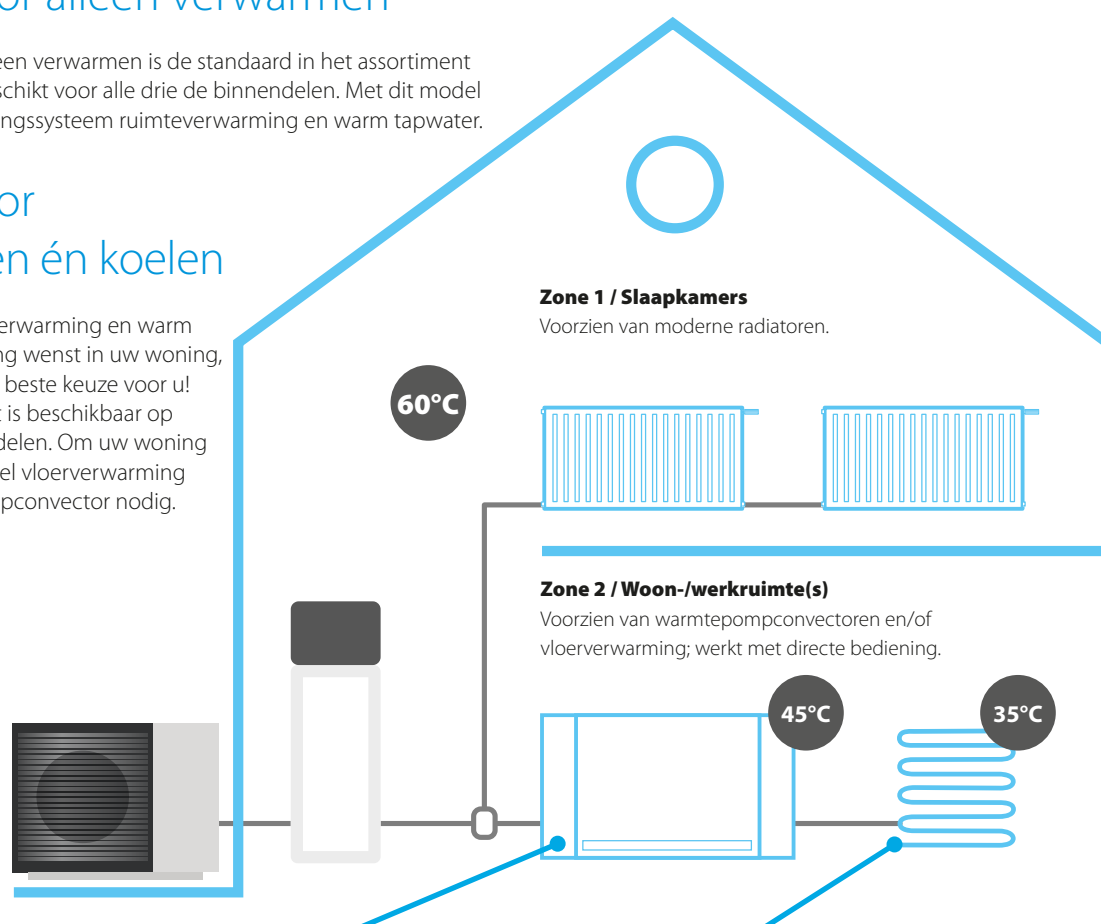 or alleen verwarmen
een verwarmen is de standaard in het assortiment
schikt voor alle drie de binnendelen. Met dit model
ngssysteem ruimteverwarming en warm tapwater.
or
en én koelen
erwarming en warm
ng wenst in uw woning,
beste keuze voor u!
t is beschikbaar op
delen. Om uw woning
el vloerverwarming
pconvector nodig.
Zone 1 / Slaapkamers
Voorzien van moderne radiatoren.
60°C
Zone 2 / Woon-/werkruimte(s)
Voorzien van warmtepompconvectoren en/of
vloerverwarming; werkt met directe bediening.
45°C
35°C